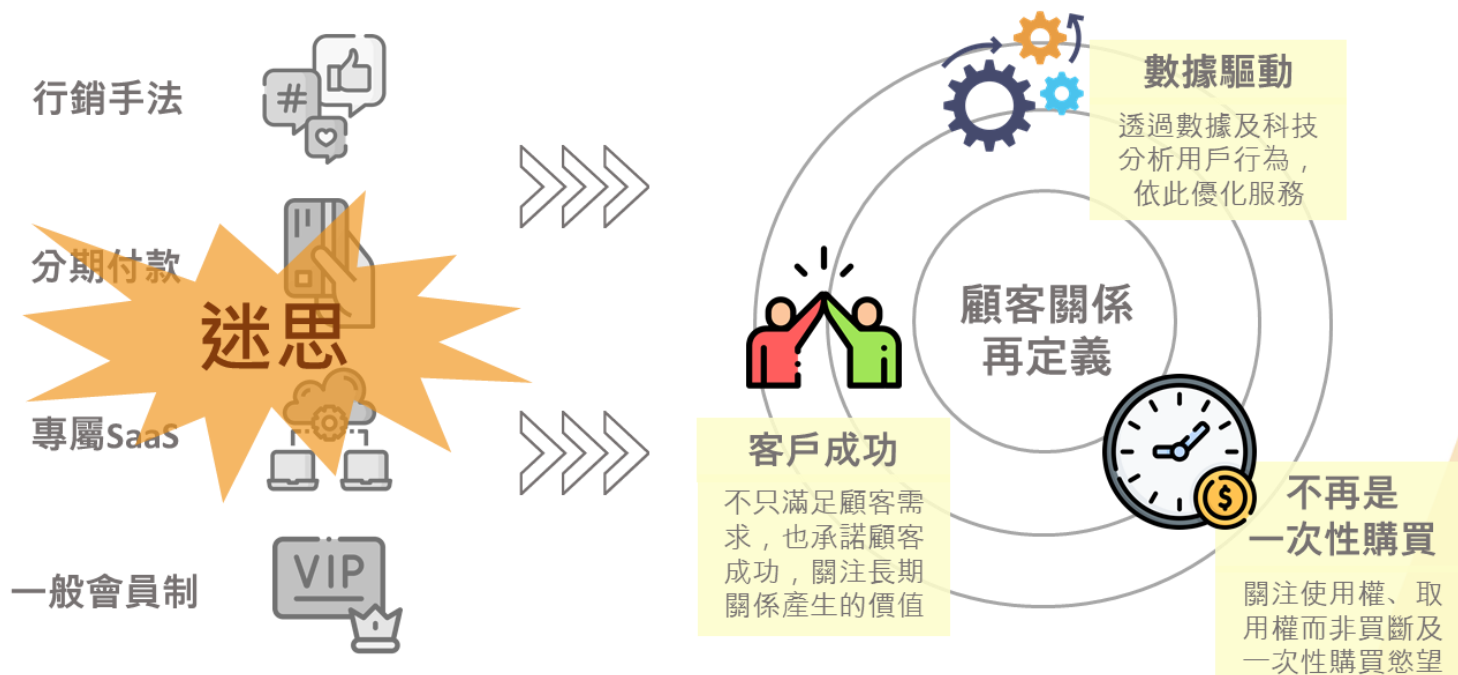 行銷手法
#
分期付款
迷思
專屬SaaS
VIP
一般會員制
數據驅動
透過數據及科技
分析用戶行為，
依此優化服務
顧客關係
再定義
客戶成功
不只滿足顧客需
求，也承諾顧客
成功，關注長期
關係產生的價值
$
不再是
一次性購買
關注使用權、取
用權而非買斷及
一次性購買慾望